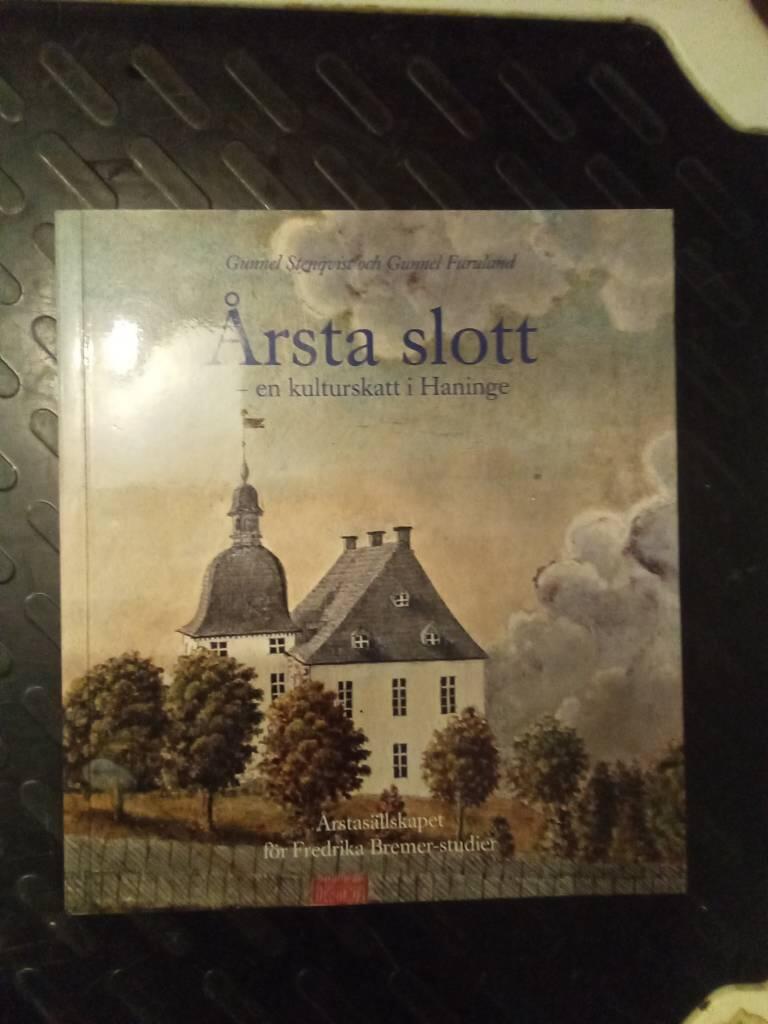 Gunnel Stenqvist och Gunnel Furuland
Årsta slott
– en kulturskatt i Haninge
Årstasällskapet
för Fredrika Bremer-studier